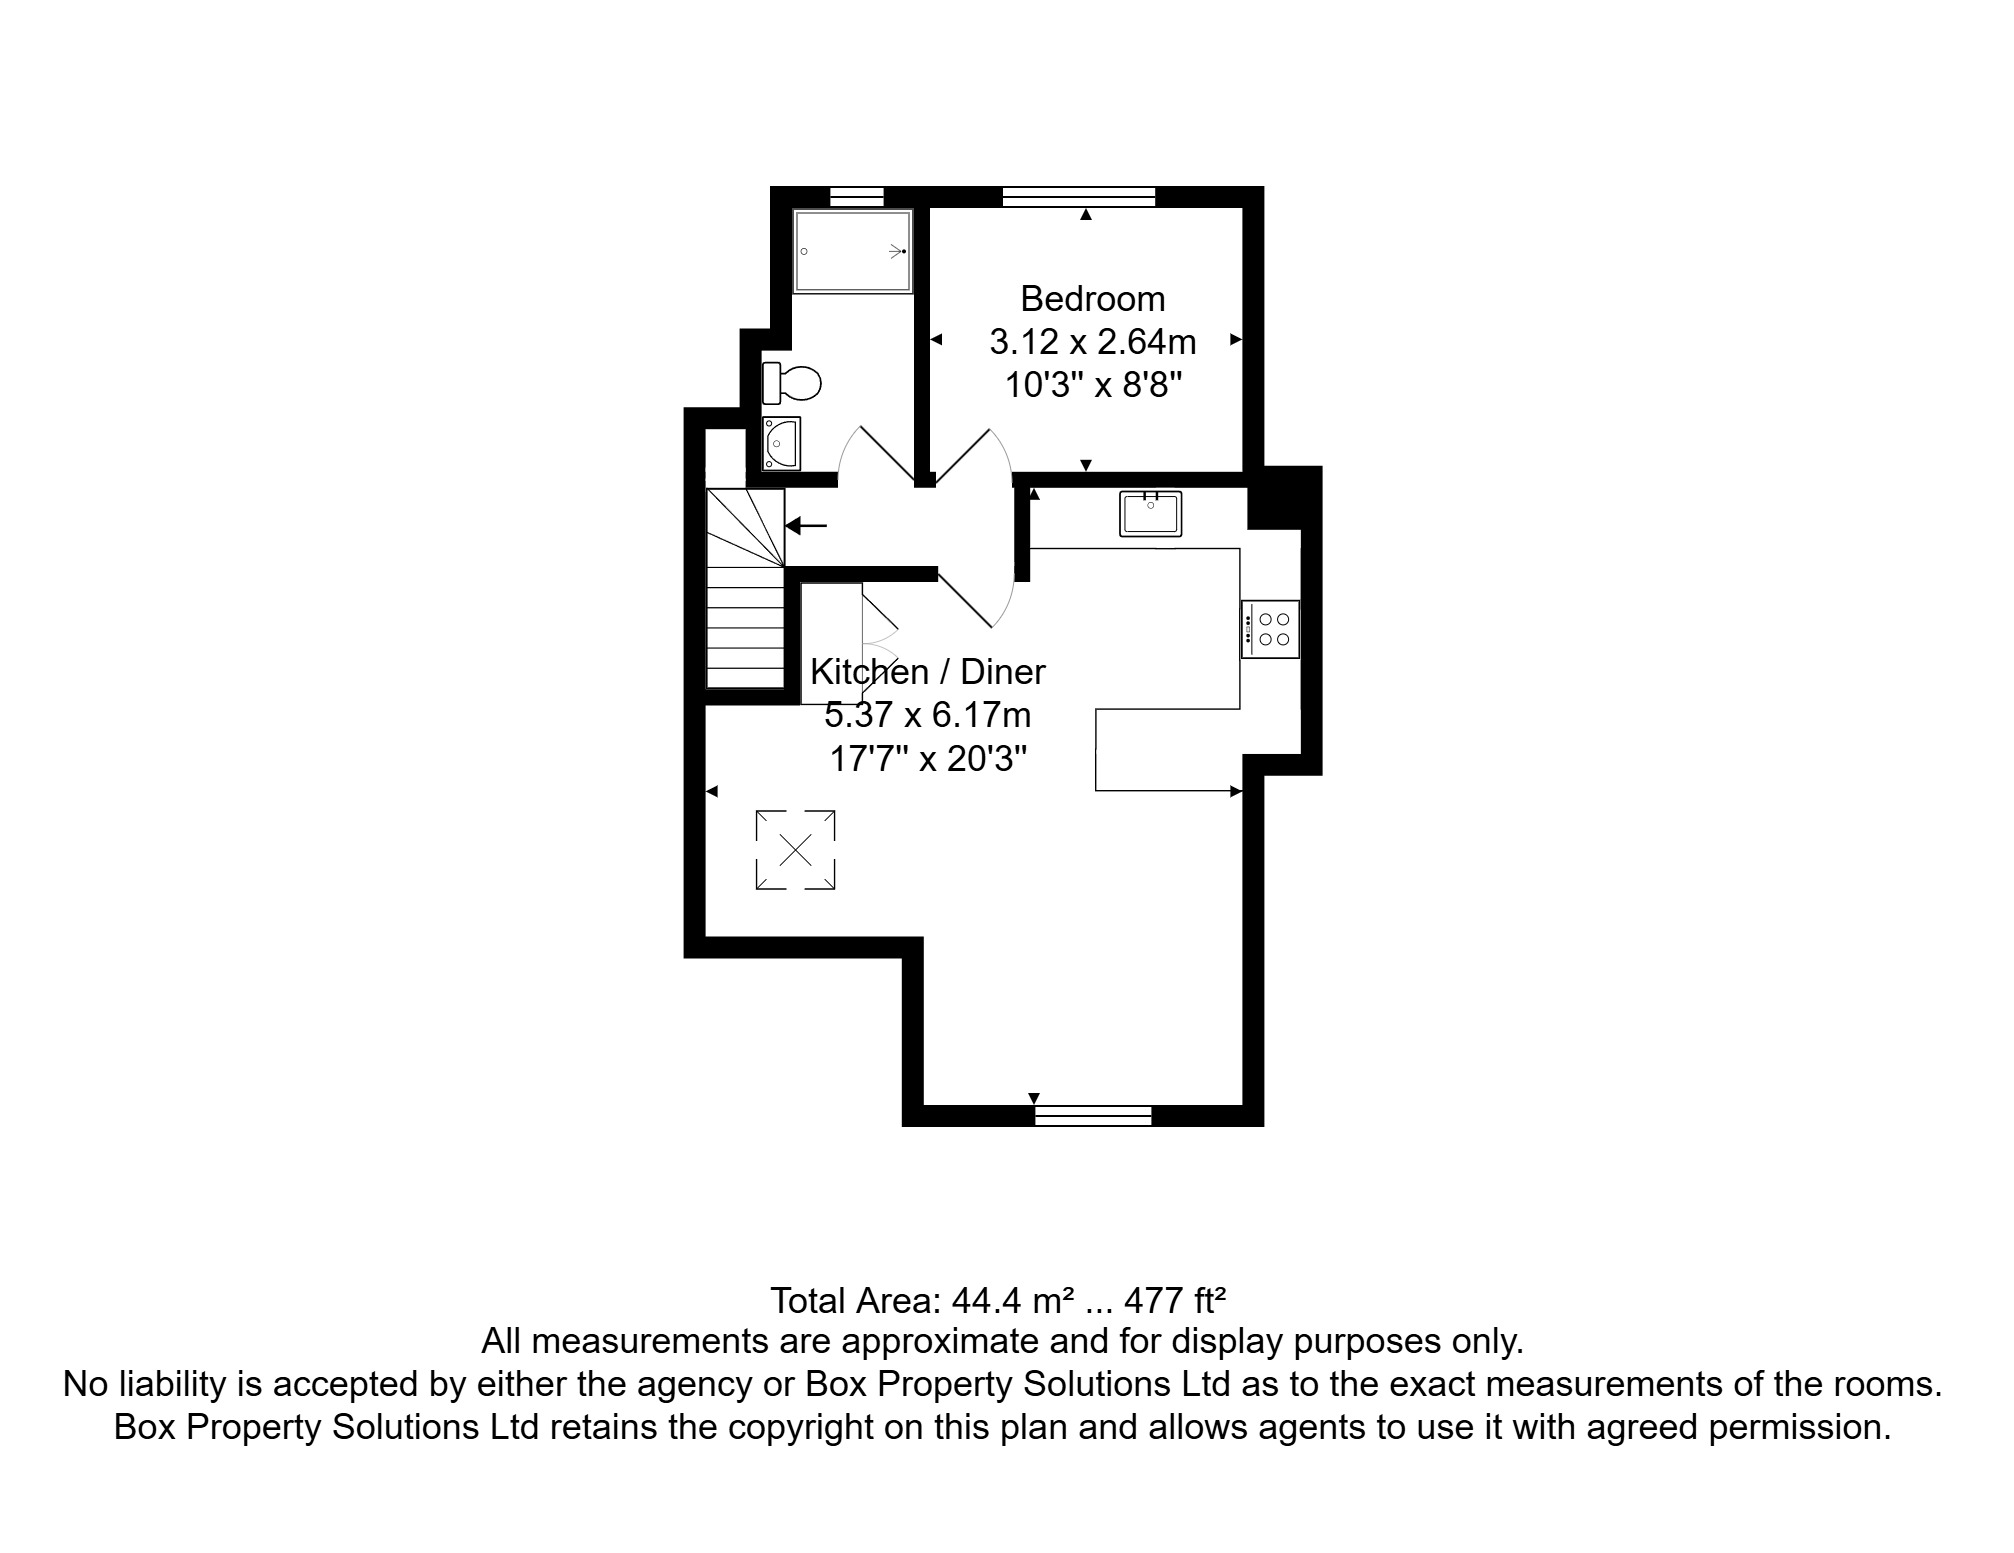 Bedroom
3.12 x 2.64m
10'3" x 8'8"
Kitchen / Diner
5.37 x 6.17m
17'7" x 20'3"
Total Area: 44.4 m² ... 477 ft²
All measurements are approximate and for display purposes only.
No liability is accepted by either the agency or Box Property Solutions Ltd as to the exact measurements of the rooms.
Box Property Solutions Ltd retains the copyright on this plan and allows agents to use it with agreed permission.